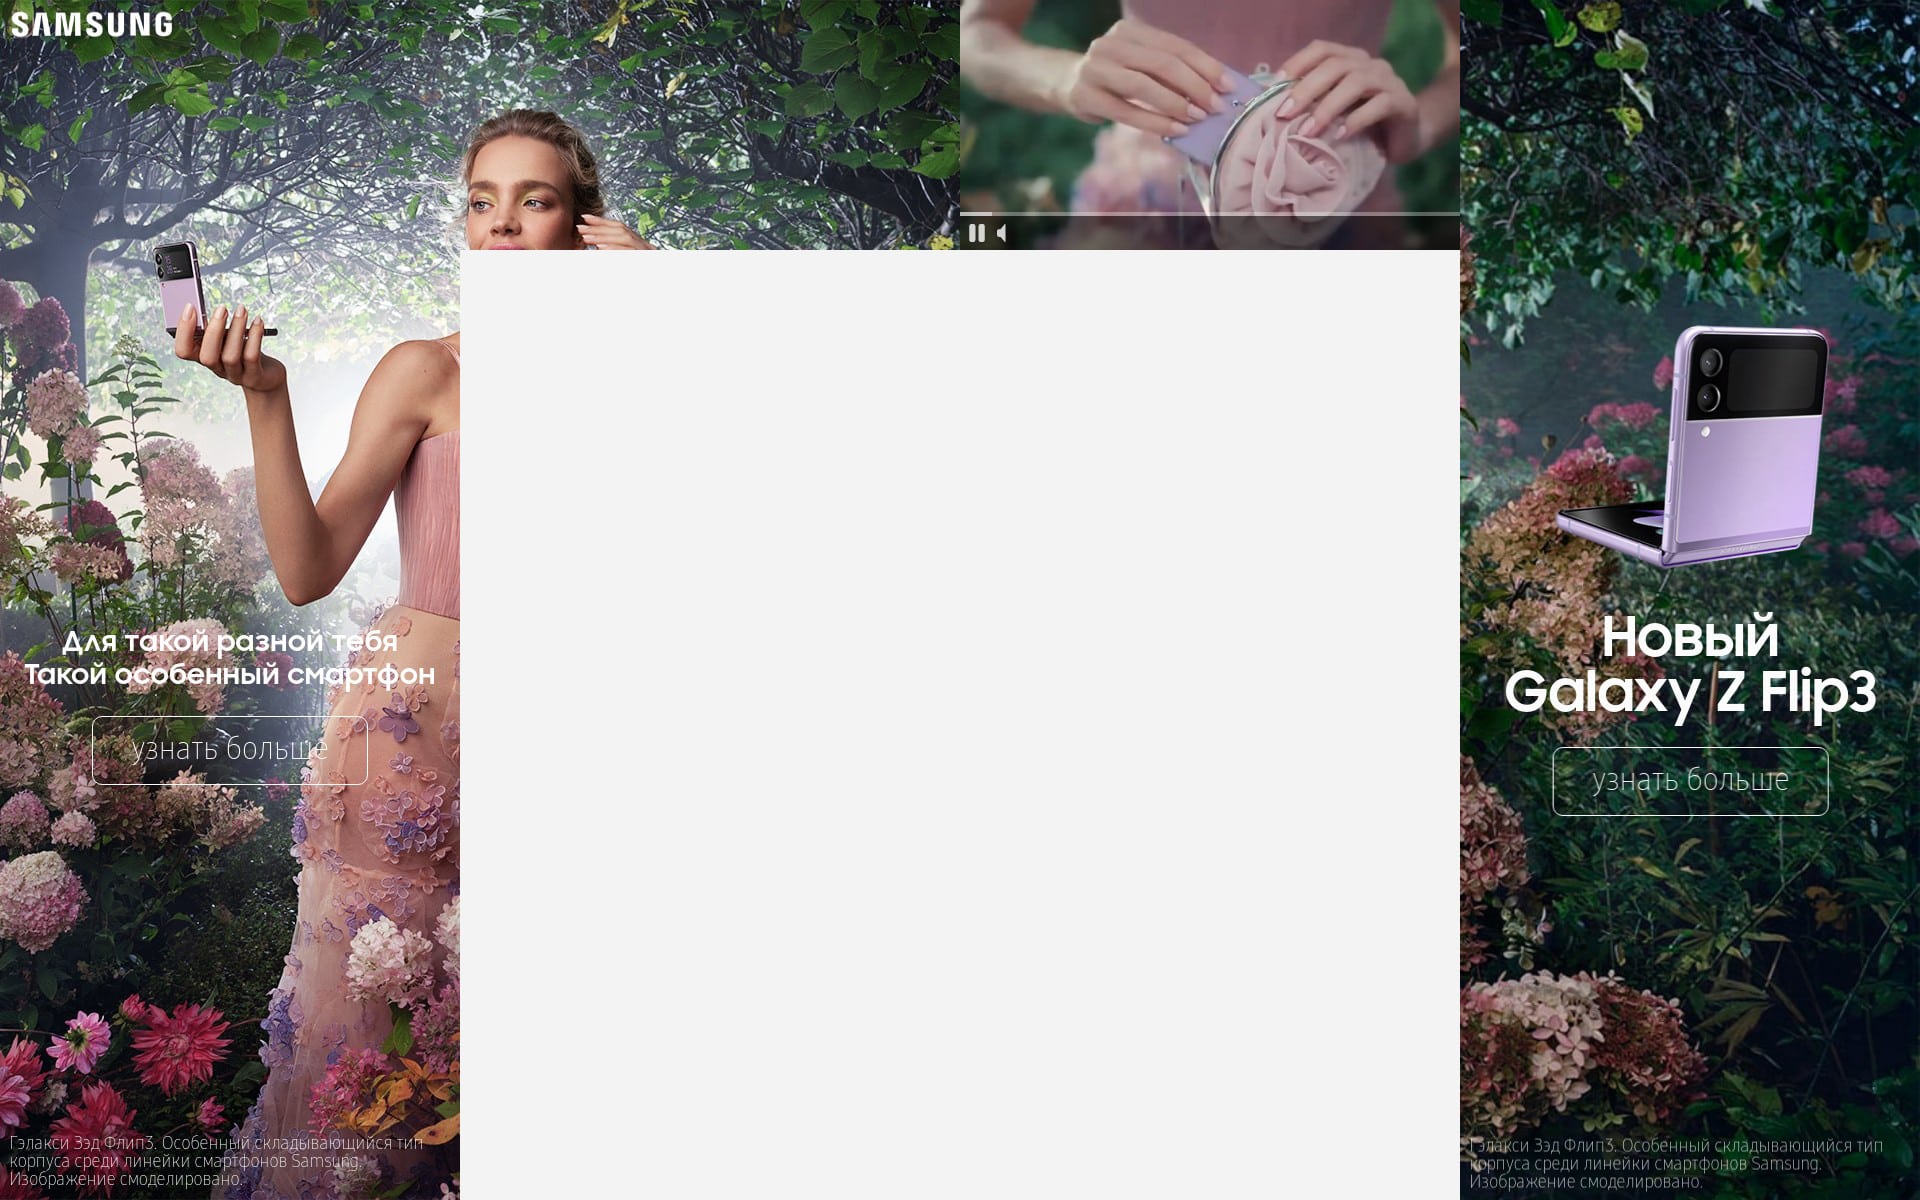 SAMSUNG
Для такой разной тебя
Такой особенный смартфон
узнать больше
Гэлакси Зэд Флип3. Особенный складывающийся тип
корпуса среди линейки смартфонов Samsung.
Изображение смоделировано.
Новый
Galaxy Z Flip3
узнать больше
Гэлакси Зэд Флип3. Особенный складывающийся тип
корпуса среди линейки смартфонов Samsung.
Изображение смоделировано.